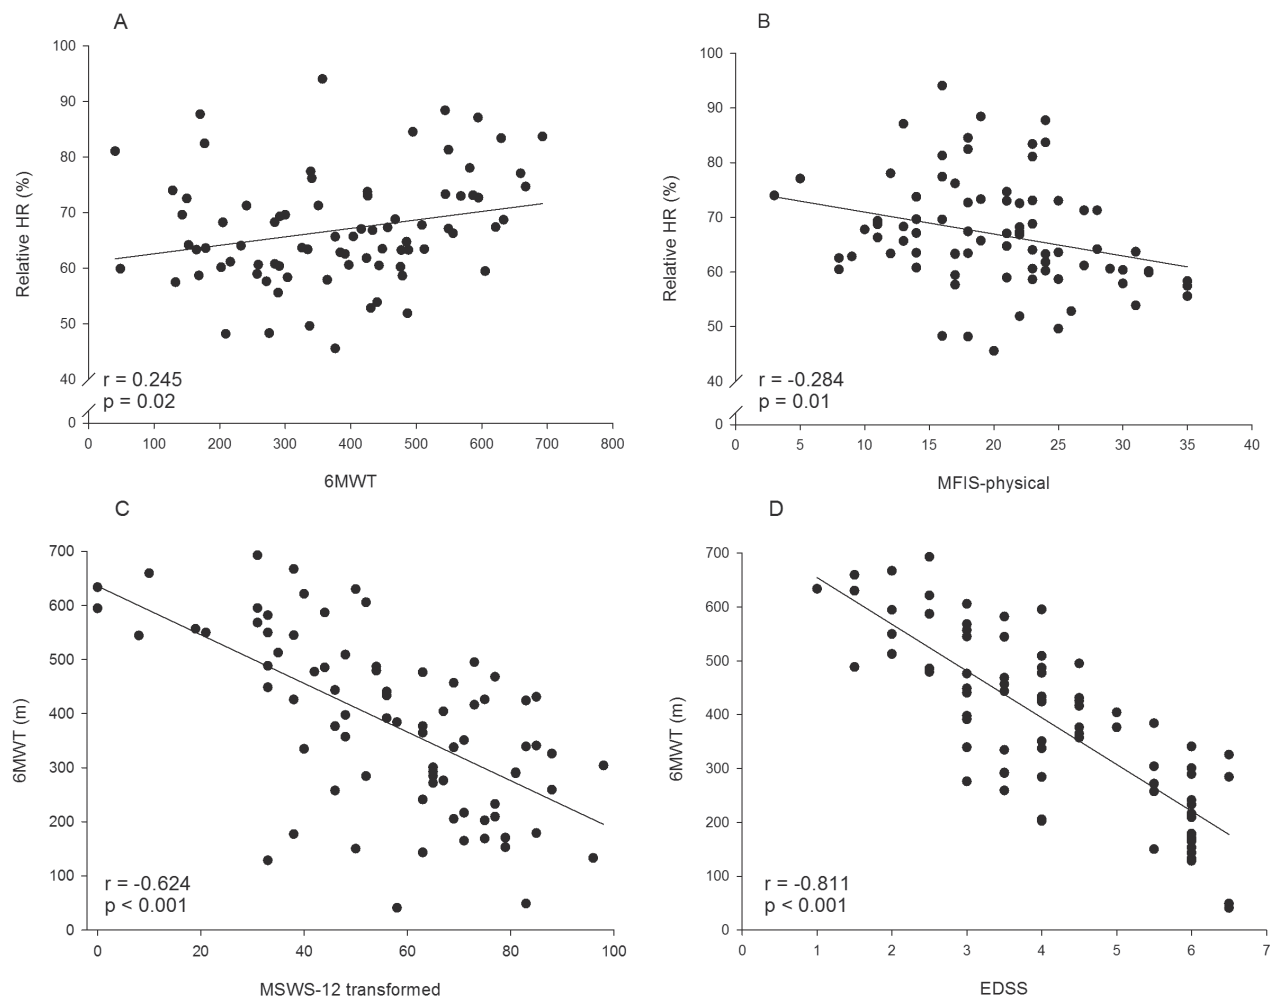 A
100
90
80
70
60
50
40
0
Relative HR (%)
r = 0.245
p = 0.02
0 100 200 300 400 500 600 700 800
6MWT
B
100
90
80
70
60
50
40
0
Relative HR (%)
r = -0.284
p = 0.01
0 5 10 15 20 25 30 35 40
MFIS-physical
C
700
600
500
400
300
200
100
0
6MWT (m)
r = -0.624
p < 0.001
0 20 40 60 80 100
MSWS-12 transformed
D
700
600
500
400
300
200
100
0
6MWT (m)
r = -0.811
p < 0.001
0 1 2 3 4 5 6 7
EDSS